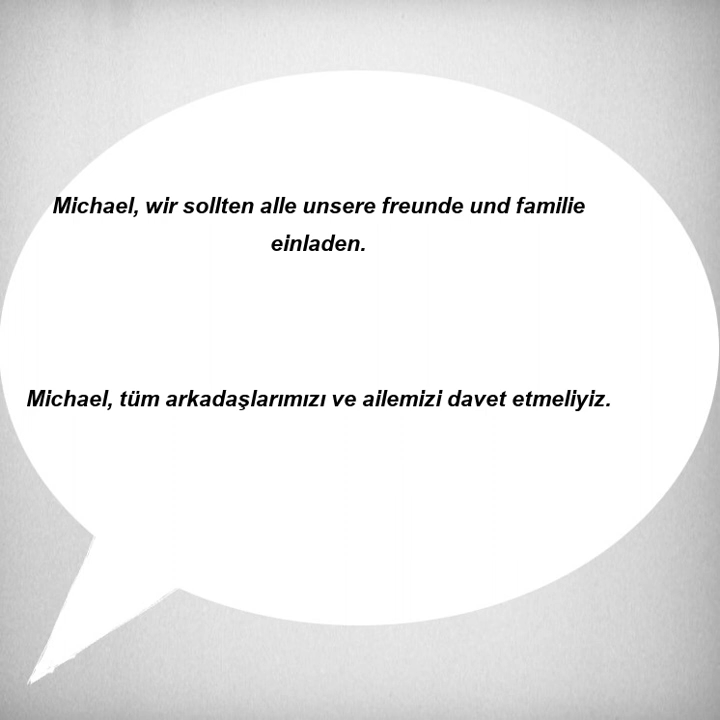 Michael, wir sollten alle unsere freunde und familie
einladen.
Michael, tüm arkadaşlarımızı ve ailemizi davet etmeliyiz.